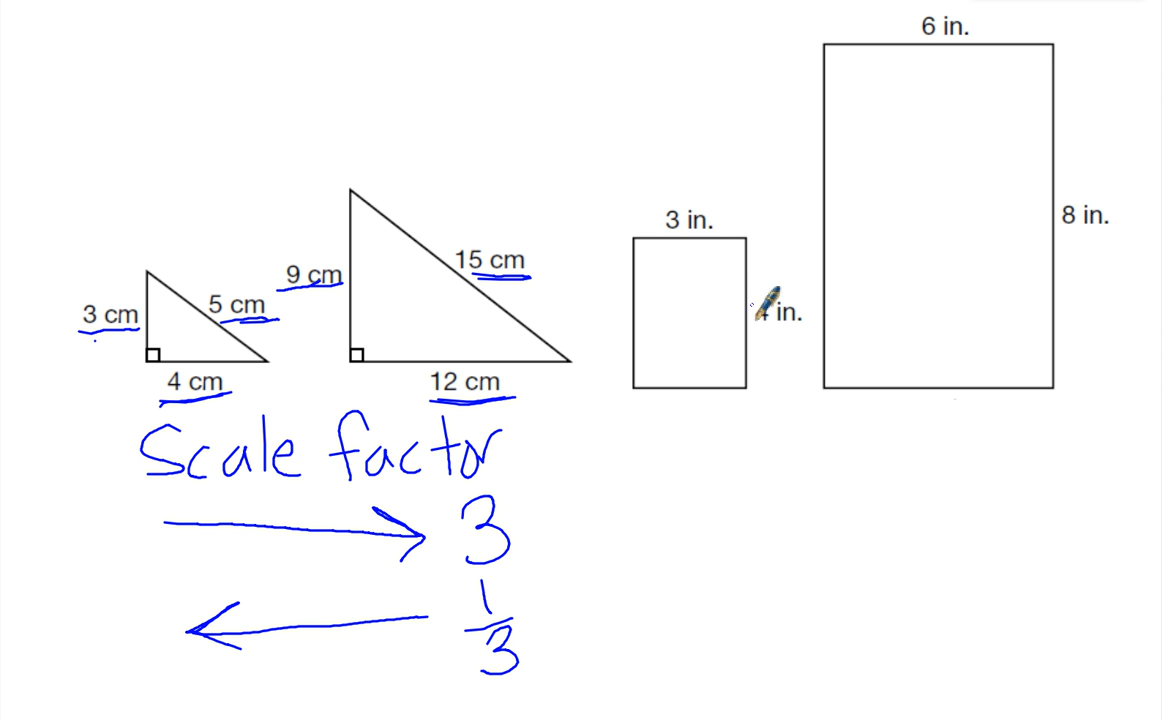 6 in.
8 in.
3 in.
in.
15 cm
9 cm
5 cm
3 cm
4 cm
12 cm
Scale factor
3
1
3